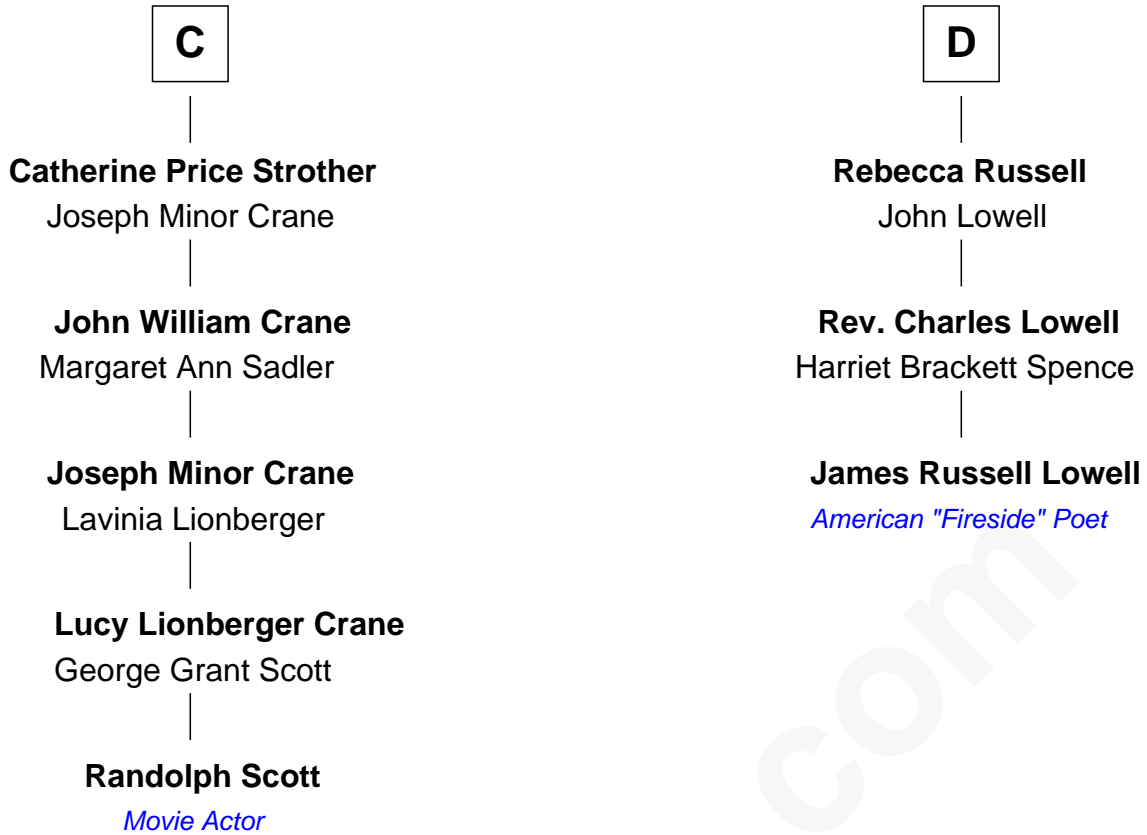 C
Catherine Price Strother
Joseph Minor Crane
John William Crane
Margaret Ann Sadler
Joseph Minor Crane
Lavinia Lionberger
Lucy Lionberger Crane
George Grant Scott
Randolph Scott
Movie Actor
D
Rebecca Russell
John Lowell
Rev. Charles Lowell
Harriet Brackett Spence
James Russell Lowell
American "Fireside" Poet
com